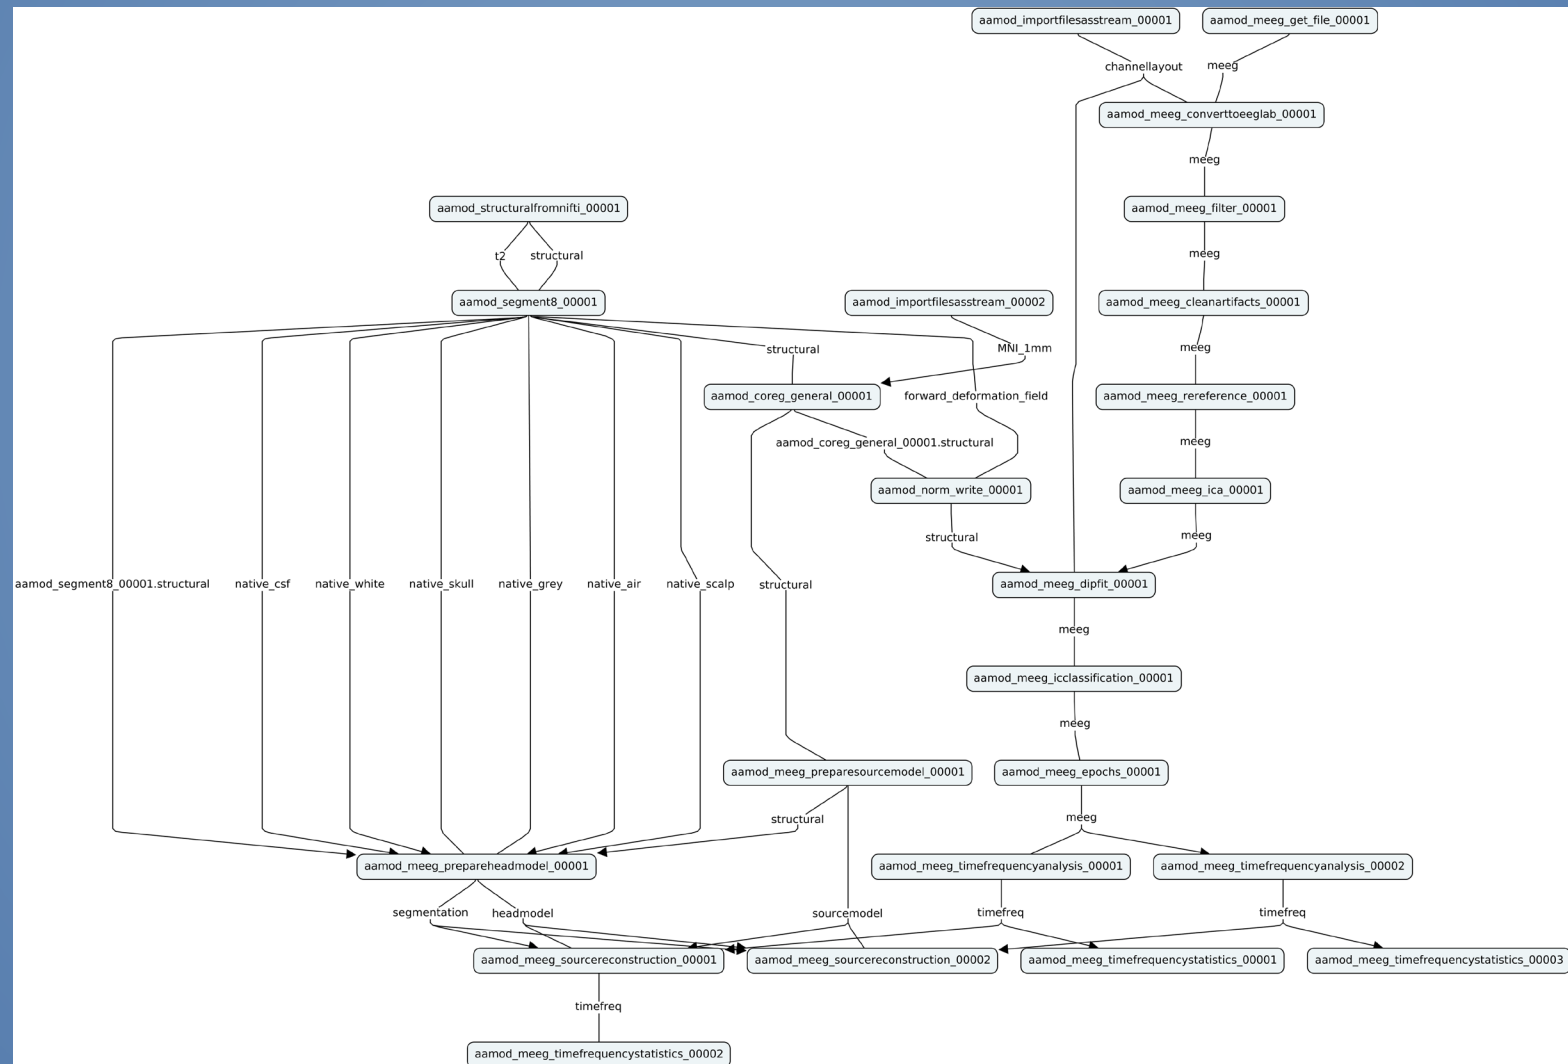 aamod_importfilesasstream_00001 aamod_meeg_get_file_00001
channellayout meeg
aamod_meeg_converttoeeglab_00001
meeg
aamod_structuralfromnifti_00001 aamod_meeg_filter_00001
t2 structural meeg
aamod_segment8_00001 aamod_importfilesasstream_00002 aamod_meeg_cleanartifacts_00001
structural MNI_1mm meeg
aamod_coreg_general_00001 forward_deformation_field aamod_meeg_rereference_00001
aamod_coreg_general_00001.structural meeg
aamod_norm_write_00001 aamod_meeg_ica_00001
structural meeg
aamod_segment8_00001.structural native_csf native_white native_skull native_grey native_air native_scalp structural aamod_meeg_dipfit_00001
meeg
aamod_meeg_icclassification_00001
meeg
aamod_meeg_preparesourcemodel_00001 aamod_meeg_epochs_00001
structural meeg
aamod_meeg_prepareheadmodel_00001 aamod_meeg_timefrequencyanalysis_00001 aamod_meeg_timefrequencyanalysis_00002
segmentation headmodel sourcemodel timefreq timefreq
aamod_meeg_sourcereconstruction_00001 aamod_meeg_sourcereconstruction_00002 aamod_meeg_timefrequencystatistics_00001 aamod_meeg_timefrequencystatistics_00003
timefreq
aamod_meeg_timefrequencystatistics_00002